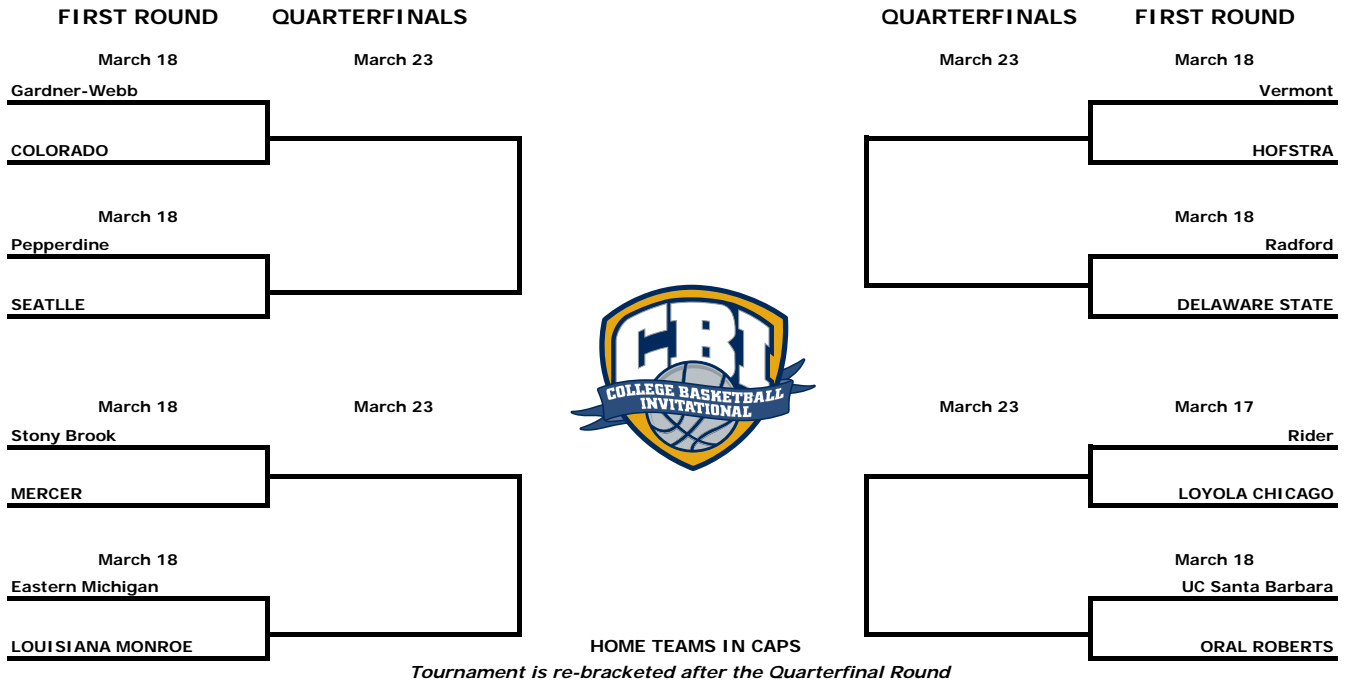 FIRST ROUND QUARTERFINALS QUARTERFINALS FIRST ROUND
March 18 March 23 March 23 March 18
Gardner-Webb Vermont
COLORADO HOFSTRA
March 18 March 18
Pepperdine Radford
SEATLLE DELAWARE STATE
CBI
COLLEGE BASKETBALL
INVITATIONAL
March 18 March 23 March 23 March 17
Stony Brook Rider
MERCER LOYOLA CHICAGO
March 18 March 18
Eastern Michigan UC Santa Barbara
LOUISIANA MONROE HOME TEAMS IN CAPS ORAL ROBERTS
Tournament is re-bracketed after the Quarterfinal Round